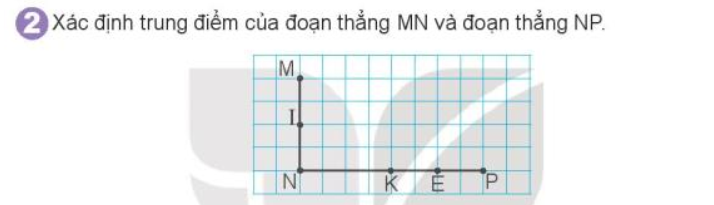 2 Xác định trung điểm của đoạn thẳng MN và đoạn thẳng NP.
M
I
N K E P